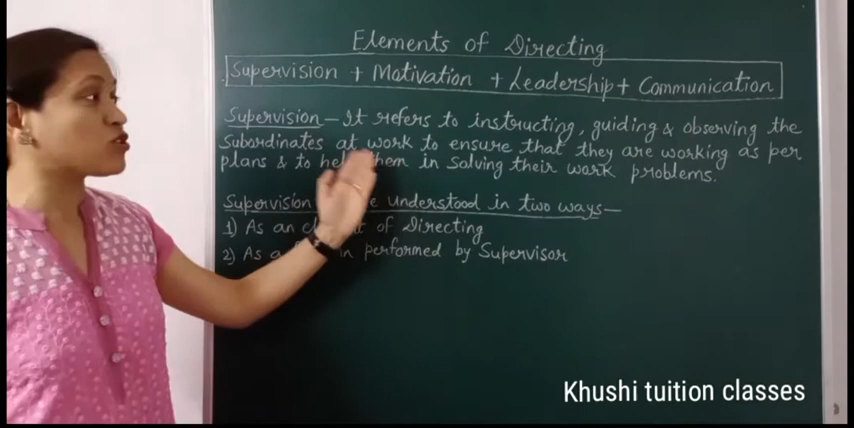 Elements of Directing
Supervision + Motivation + Leadership + Communication
Supervision - It refers to instructing, guiding & observing the
Subordinates at work to ensure that they are working as per
plans & to help them in solving their work problems.
Supervision understood in two ways -
1) As an of Directing
2) As a performed by Supervisor
Khushi tuition classes